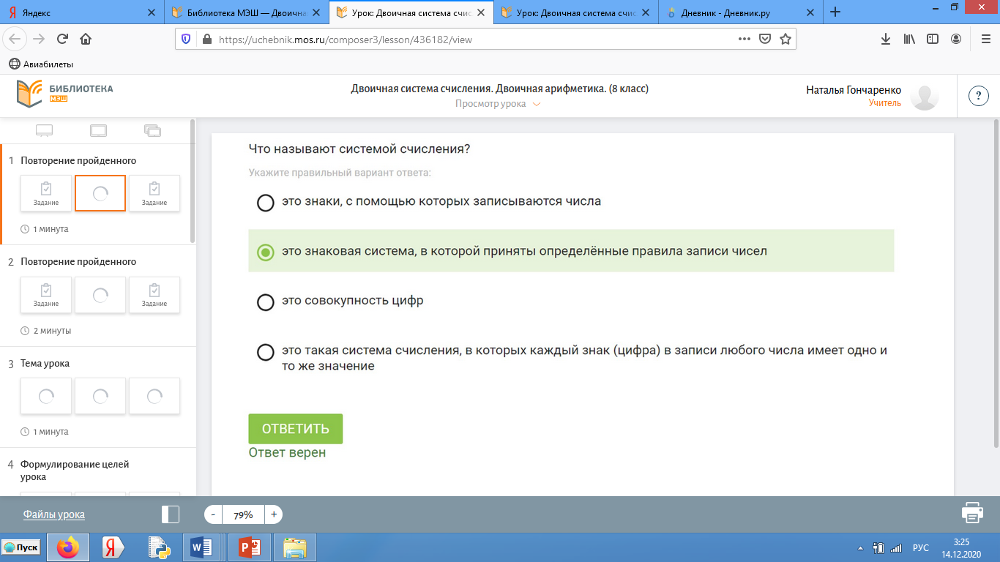 Яндекс
Библиотека МЭШ — Двоична
Урок: Двоичная система счис
Урок: Двоичная система счис
Дневник - Дневник.ру
https://uchebnik.mos.ru/composer3/lesson/436182/view
Авиабилеты
БИБЛИОТЕКА
МЭШ
Двоичная система счисления. Двоичная арифметика. (8 класс)
Просмотр урока
Наталья Гончаренко
Учитель
?
1 Повторение пройденного
Задание
Задание
1 минута
2 Повторение пройденного
Задание
Задание
2 минуты
3 Тема урока
1 минута
4 Формулирование целей
урока
Что называют системой счисления?
Укажите правильный вариант ответа:
это знаки, с помощью которых записываются числа
это знаковая система, в которой приняты определённые правила записи чисел
это совокупность цифр
это такая система счисления, в которых каждый знак (цифра) в записи любого числа имеет одно и
то же значение
ОТВЕТИТЬ
Ответ верен
Файлы урока
- 79% +
Пуск
РУС
3:25
14.12.2020